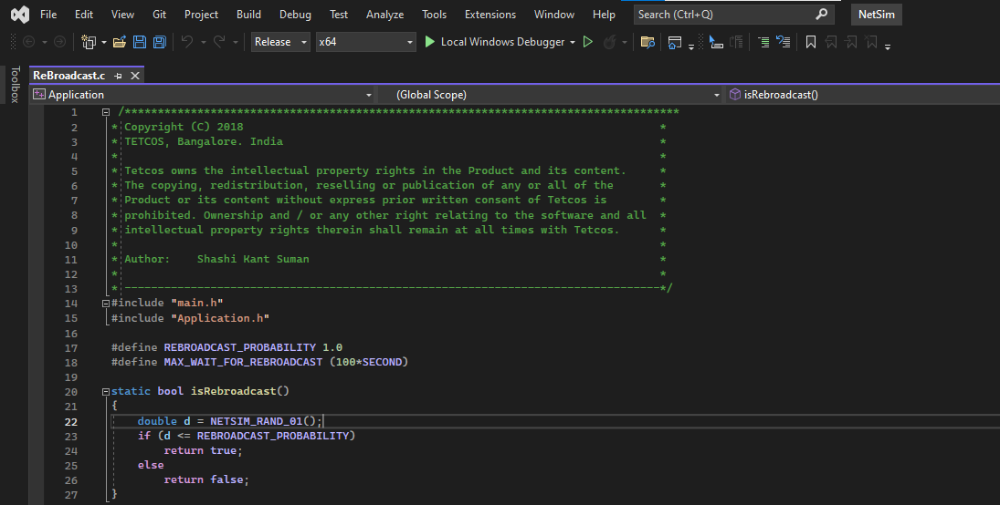 File Edit View Git Project Build Debug Test Analyze Tools Extensions Window Help Search (Ctrl+Q) NetSim
Release x64 Local Windows Debugger
Toolbox
ReBroadcast.c
Application (Global Scope) isRebroadcast()
1 /************************************************************************************
2 * Copyright (C) 2018 *
3 * TETCOS, Bangalore. India *
4 * *
5 * Tetcos owns the intellectual property rights in the Product and its content. *
6 * The copying, redistribution, reselling or publication of any or all of the *
7 * Product or its content without express prior written consent of Tetcos is *
8 * prohibited. Ownership and / or any other right relating to the software and all *
9 * intellectual property rights therein shall remain at all times with Tetcos. *
10 * *
11 * Author: Shashi Kant Suman *
12 * *
13 * ---------------------------------------------------------------------------------*/
14 #include "main.h"
15 #include "Application.h"
16
17 #define REBROADCAST_PROBABILITY 1.0
18 #define MAX_WAIT_FOR_REBROADCAST (100*SECOND)
19
20 static bool isRebroadcast()
21 {
22 double d = NETSIM_RAND_01();
23 if (d <= REBROADCAST_PROBABILITY)
24 return true;
25 else
26 return false;
27 }